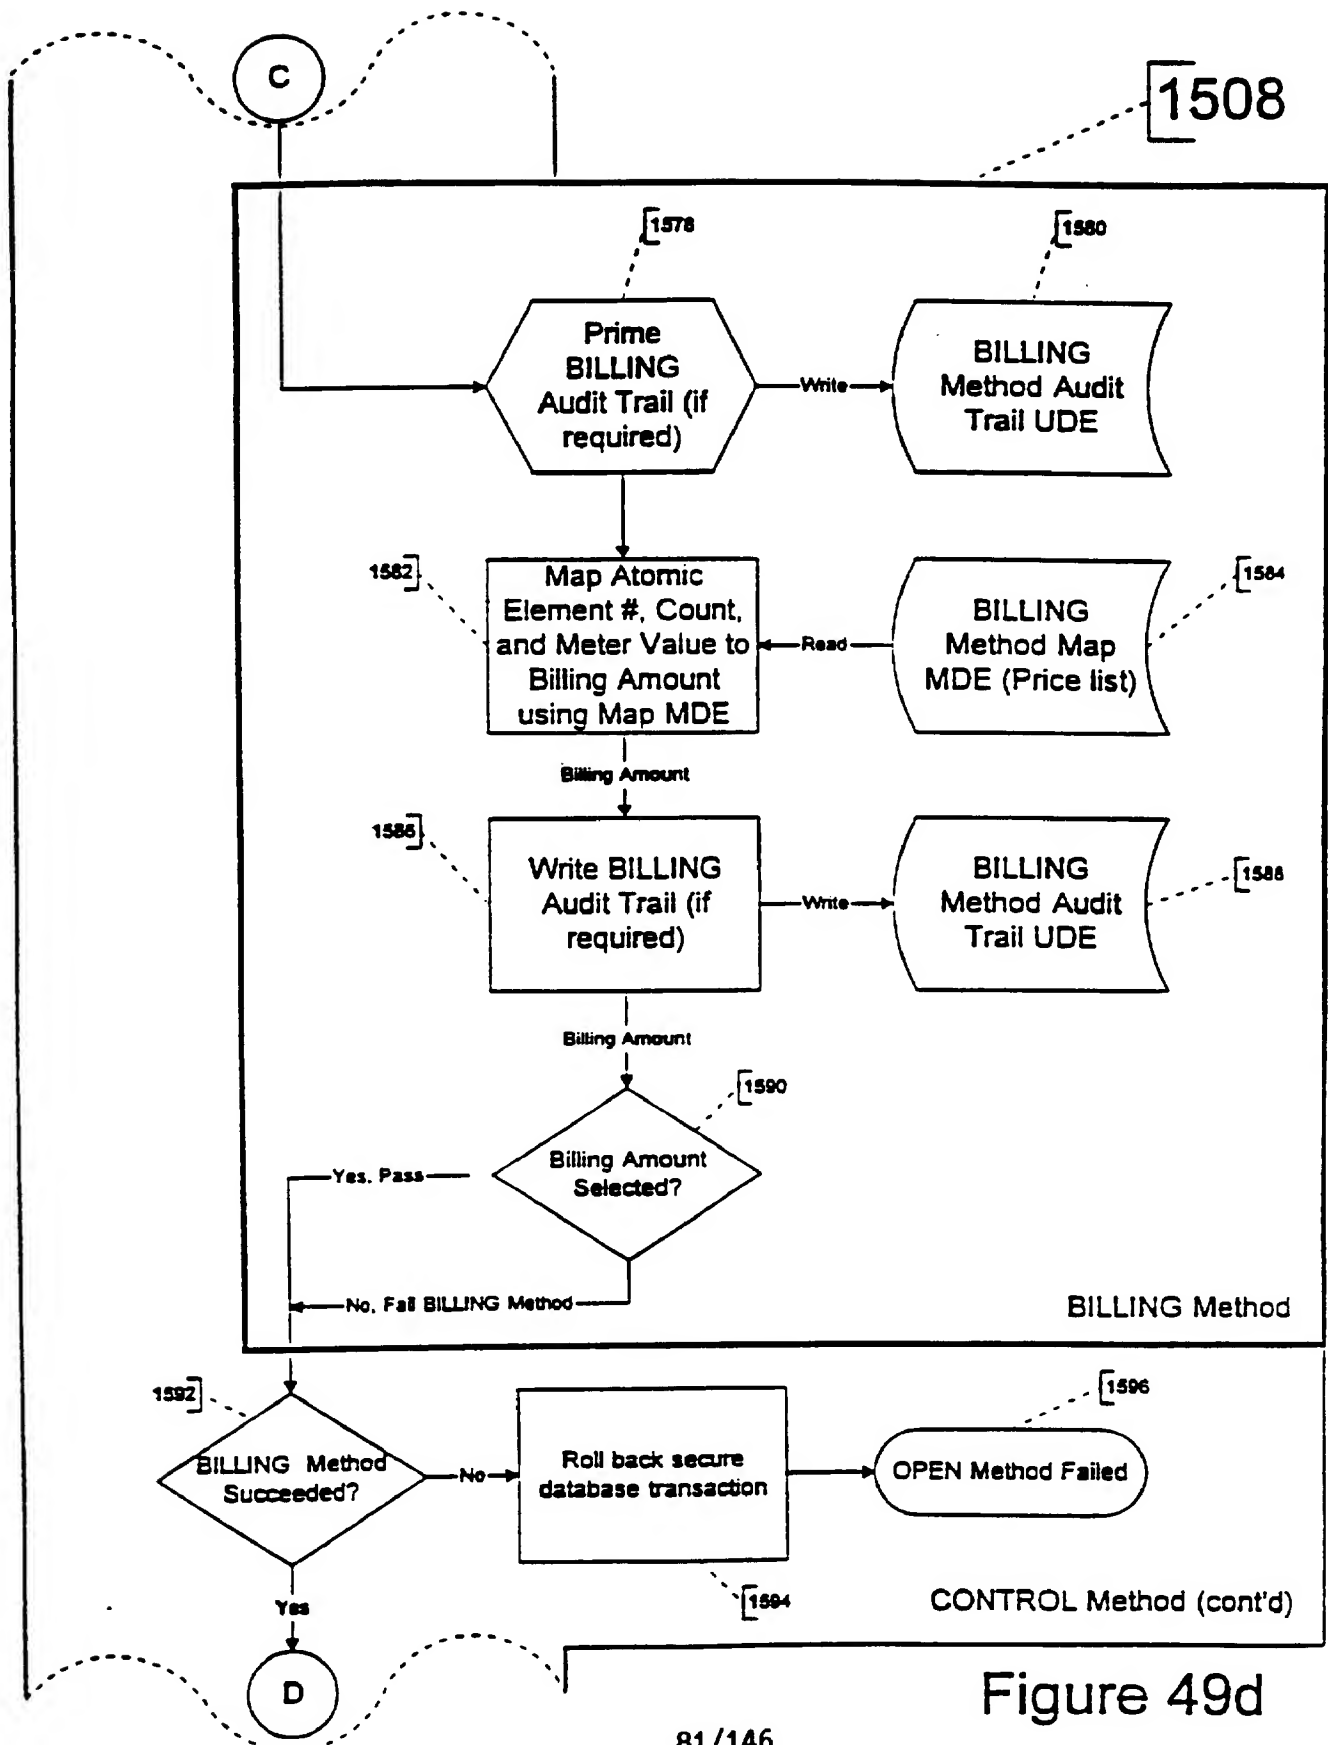 C
1508
1578
1580
Prime
BILLING
Audit Trail (if
required)
Write
BILLING
Method Audit
Trail UDE
1582
1584
Map Atomic
Element #, Count,
and Meter Value to
Billing Amount
using Map MDE
Read
BILLING
Method Map
MDE (Price list)
Billing Amount
1586
1588
Write BILLING
Audit Trail (if
required)
Write
BILLING
Method Audit
Trail UDE
Billing Amount
1590
Billing Amount
Selected?
Yes, Pass
No, Fail BILLING Method
BILLING Method
1592
1596
BILLING Method
Succeeded?
No
Roll back secure
database transaction
OPEN Method Failed
1594
CONTROL Method (cont'd)
Yes
D
Figure 49d
81/146